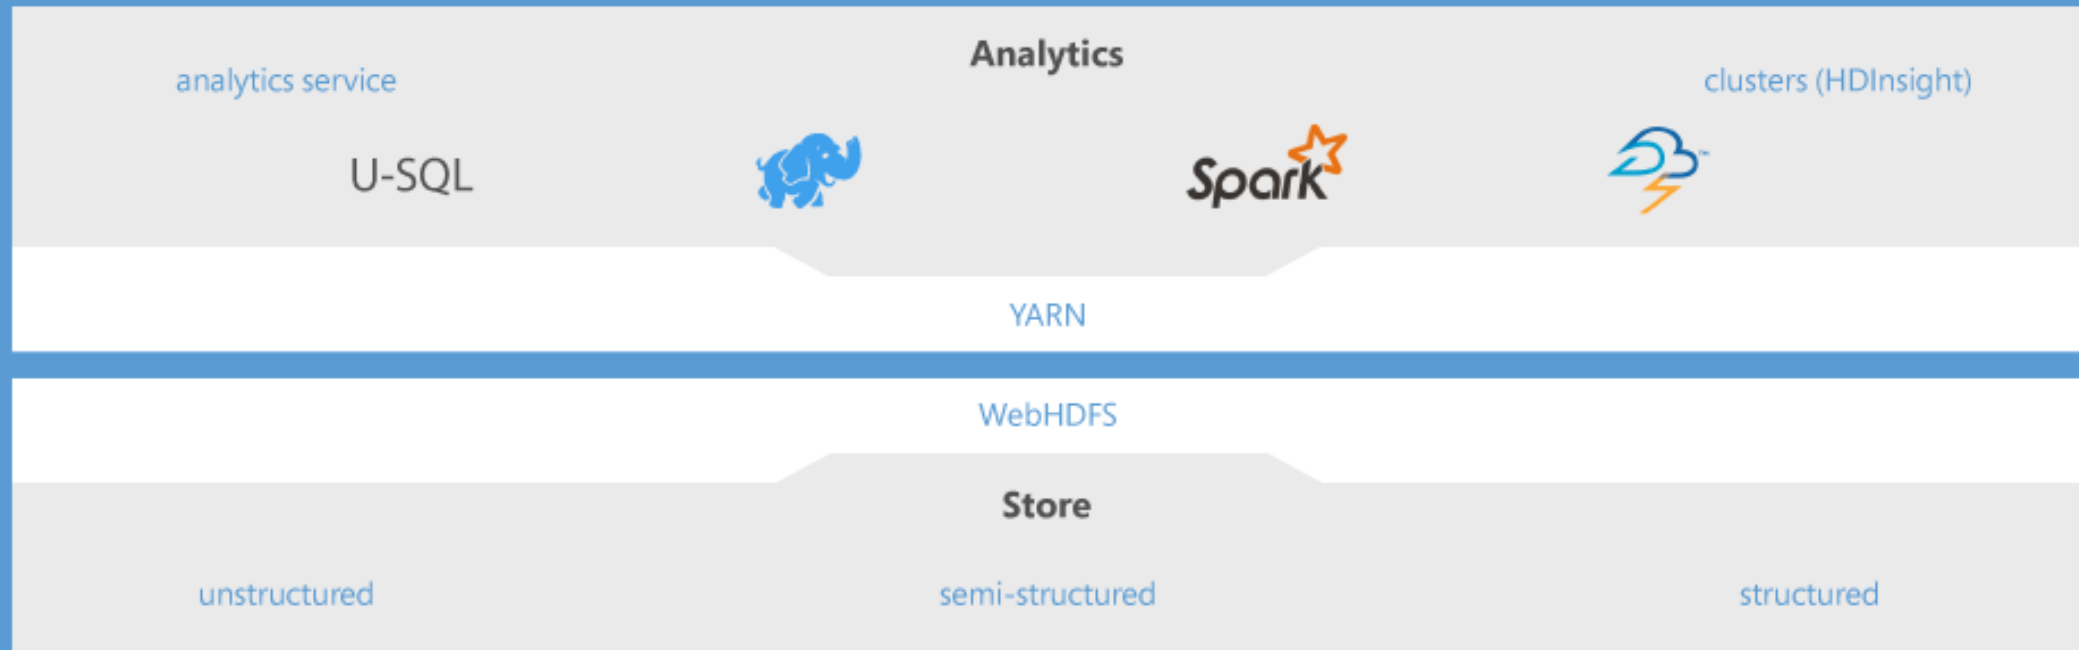 Analytics
analytics service
clusters (HDInsight)
U-SQL
Spark
YARN
WebHDFS
Store
unstructured
semi-structured
structured